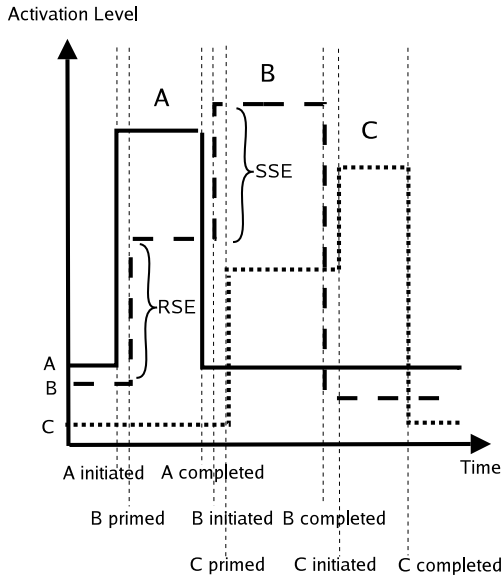 Activation Level
A
B
C
SSE
RSE
A
B
C
Time
A initiated
A completed
B primed
B initiated
B completed
C primed
C initiated
C completed